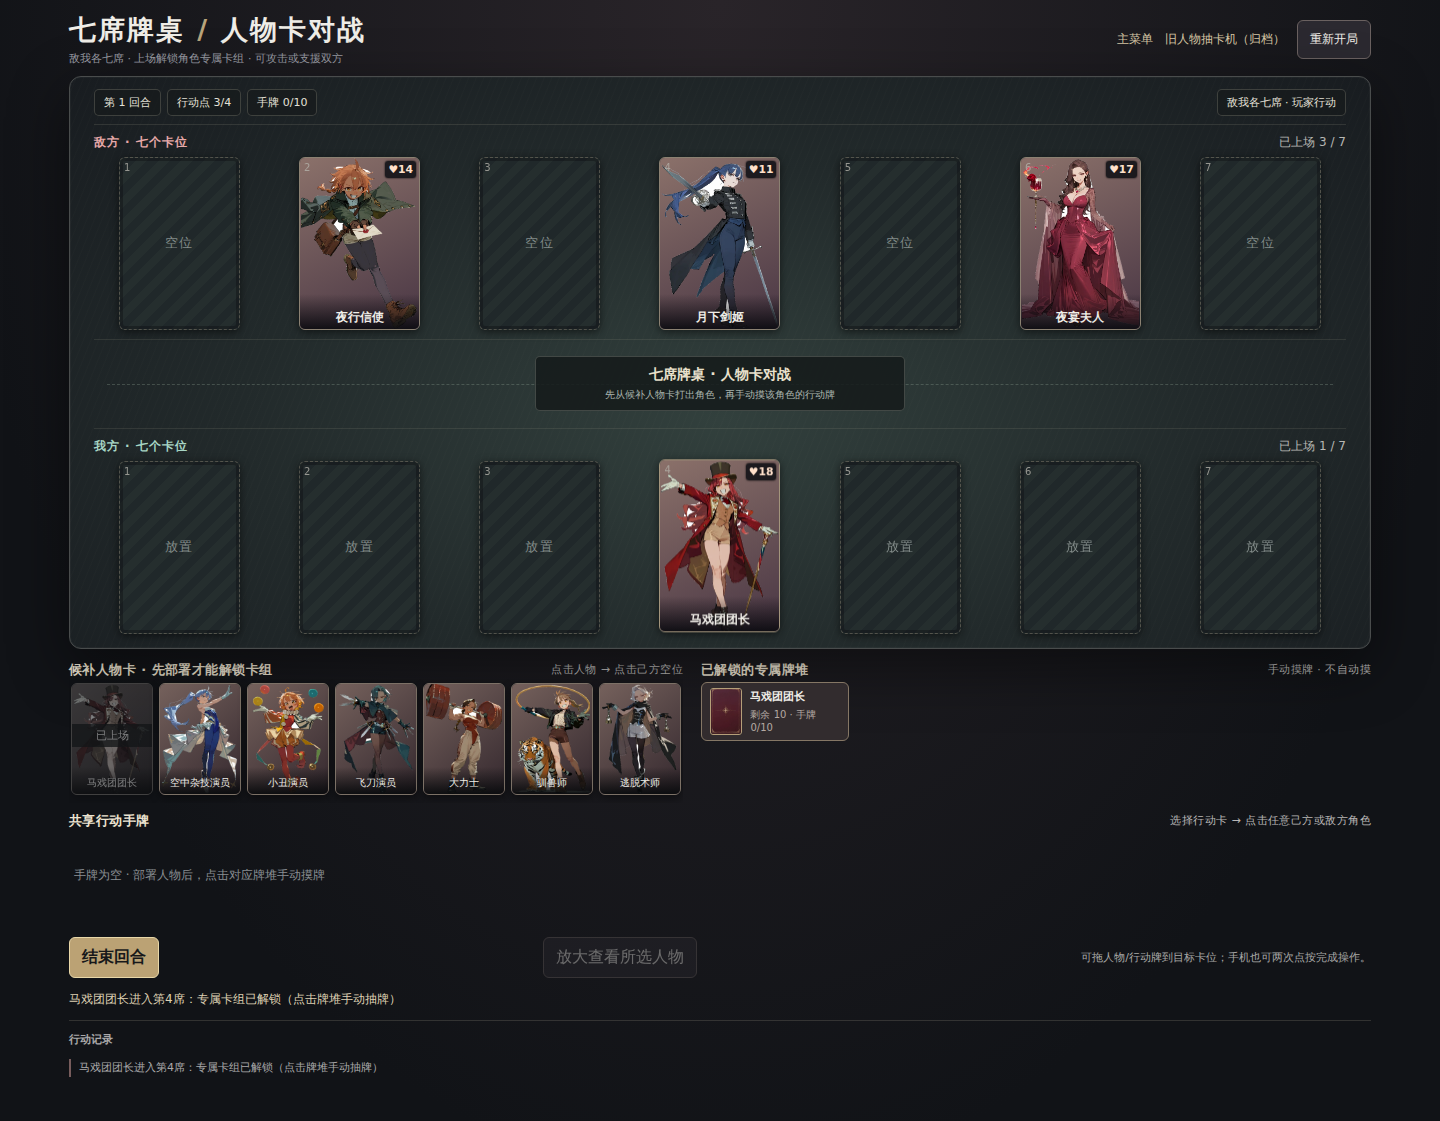 七席牌桌 / 人物卡对战
敌我各七席 · 上场解锁角色专属卡组 · 可攻击或支援双方
主菜单 旧人物抽卡机（归档） 重新开局
第 1 回合 行动点 3/4 手牌 0/10 敌我各七席 · 玩家行动
敌方 · 七个卡位 已上场 3 / 7
1 2 ♥14 3 4 ♥11 5 6 ♥17 7
空位 空位 空位 空位
夜行信使 月下剑姬 夜宴夫人
七席牌桌 · 人物卡对战
先从候补人物卡打出角色，再手动摸该角色的行动牌
我方 · 七个卡位 已上场 1 / 7
1 2 3 4 ♥18 5 6 7
放置 放置 放置 放置 放置 放置
马戏团团长
候补人物卡 · 先部署才能解锁卡组 点击人物 → 点击己方空位
已上场
马戏团团长 空中杂技演员 小丑演员 飞刀演员 大力士 驯兽师 逃脱术师
已解锁的专属牌堆 手动摸牌 · 不自动摸
马戏团团长
剩余 10 · 手牌
0/10
共享行动手牌 选择行动卡 → 点击任意己方或敌方角色
手牌为空 · 部署人物后，点击对应牌堆手动摸牌
结束回合 放大查看所选人物 可拖人物/行动牌到目标卡位；手机也可两次点按完成操作。
马戏团团长进入第4席：专属卡组已解锁（点击牌堆手动抽牌）
行动记录
马戏团团长进入第4席：专属卡组已解锁（点击牌堆手动抽牌）